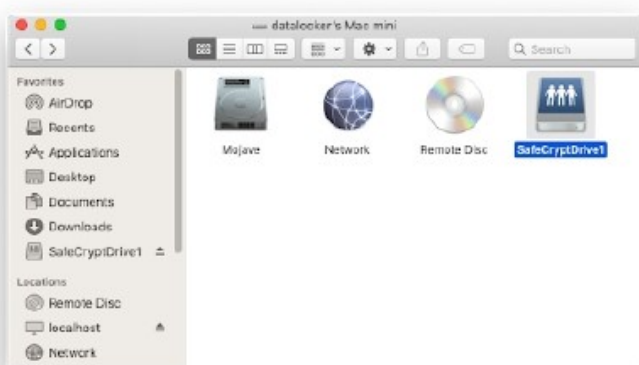 datalocker's Mac mini
Search
Favorites
AirDrop
Recents
Applications
Desktop
Documents
Downloads
SafeCryptDrive1
Locations
Remote Disc
localhost
Network
Mojave
Network
Remote Disc
SafeCryptDrive1